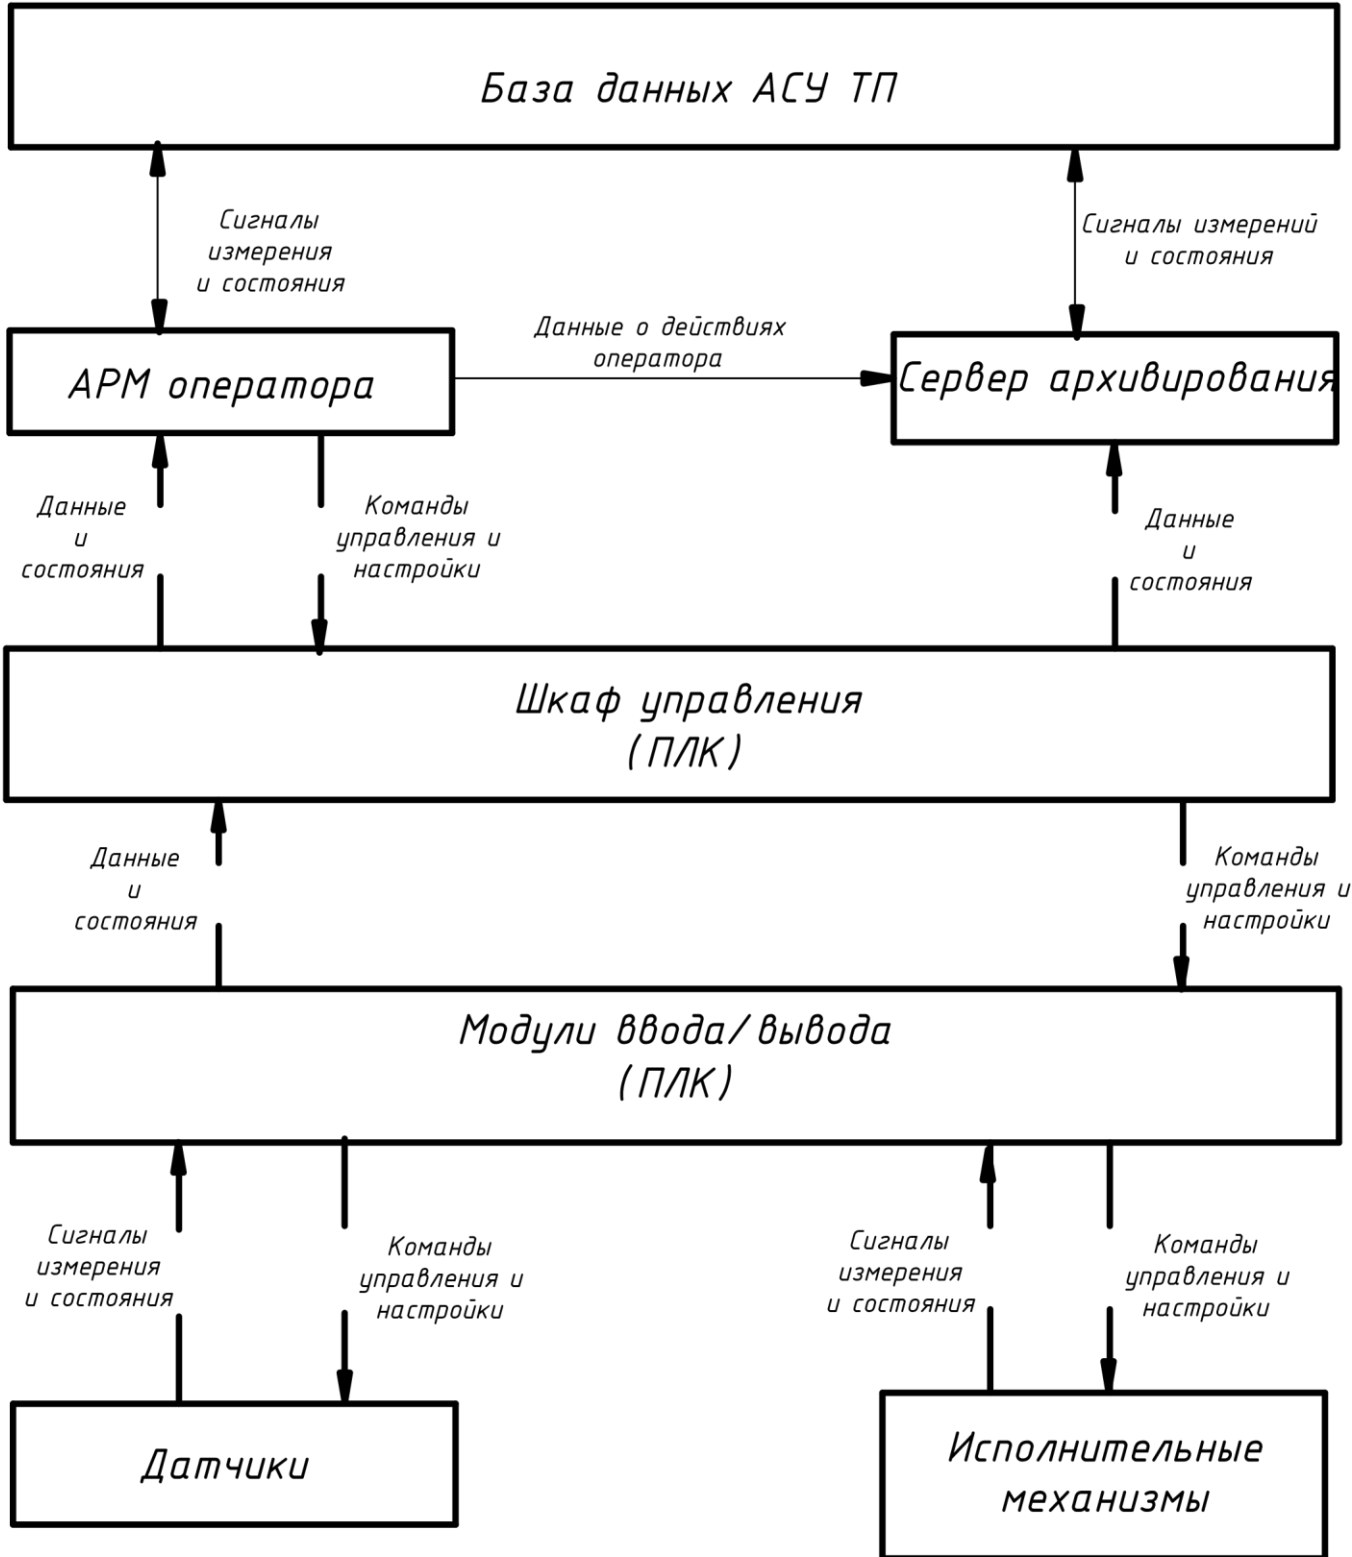 База данных АСУ ТП
Сигналы
измерения
и состояния
Сигналы измерений
и состояния
Данные о действиях
оператора
АРМ оператора
Сервер архивирования
Данные
и
состояния
Команды
управления и
настройки
Данные
и
состояния
Шкаф управления
(ПЛК)
Данные
и
состояния
Команды
управления и
настройки
Модули ввода/вывода
(ПЛК)
Сигналы
измерения
и состояния
Команды
управления и
настройки
Сигналы
измерения
и состояния
Команды
управления и
настройки
Датчики
Исполнительные
механизмы